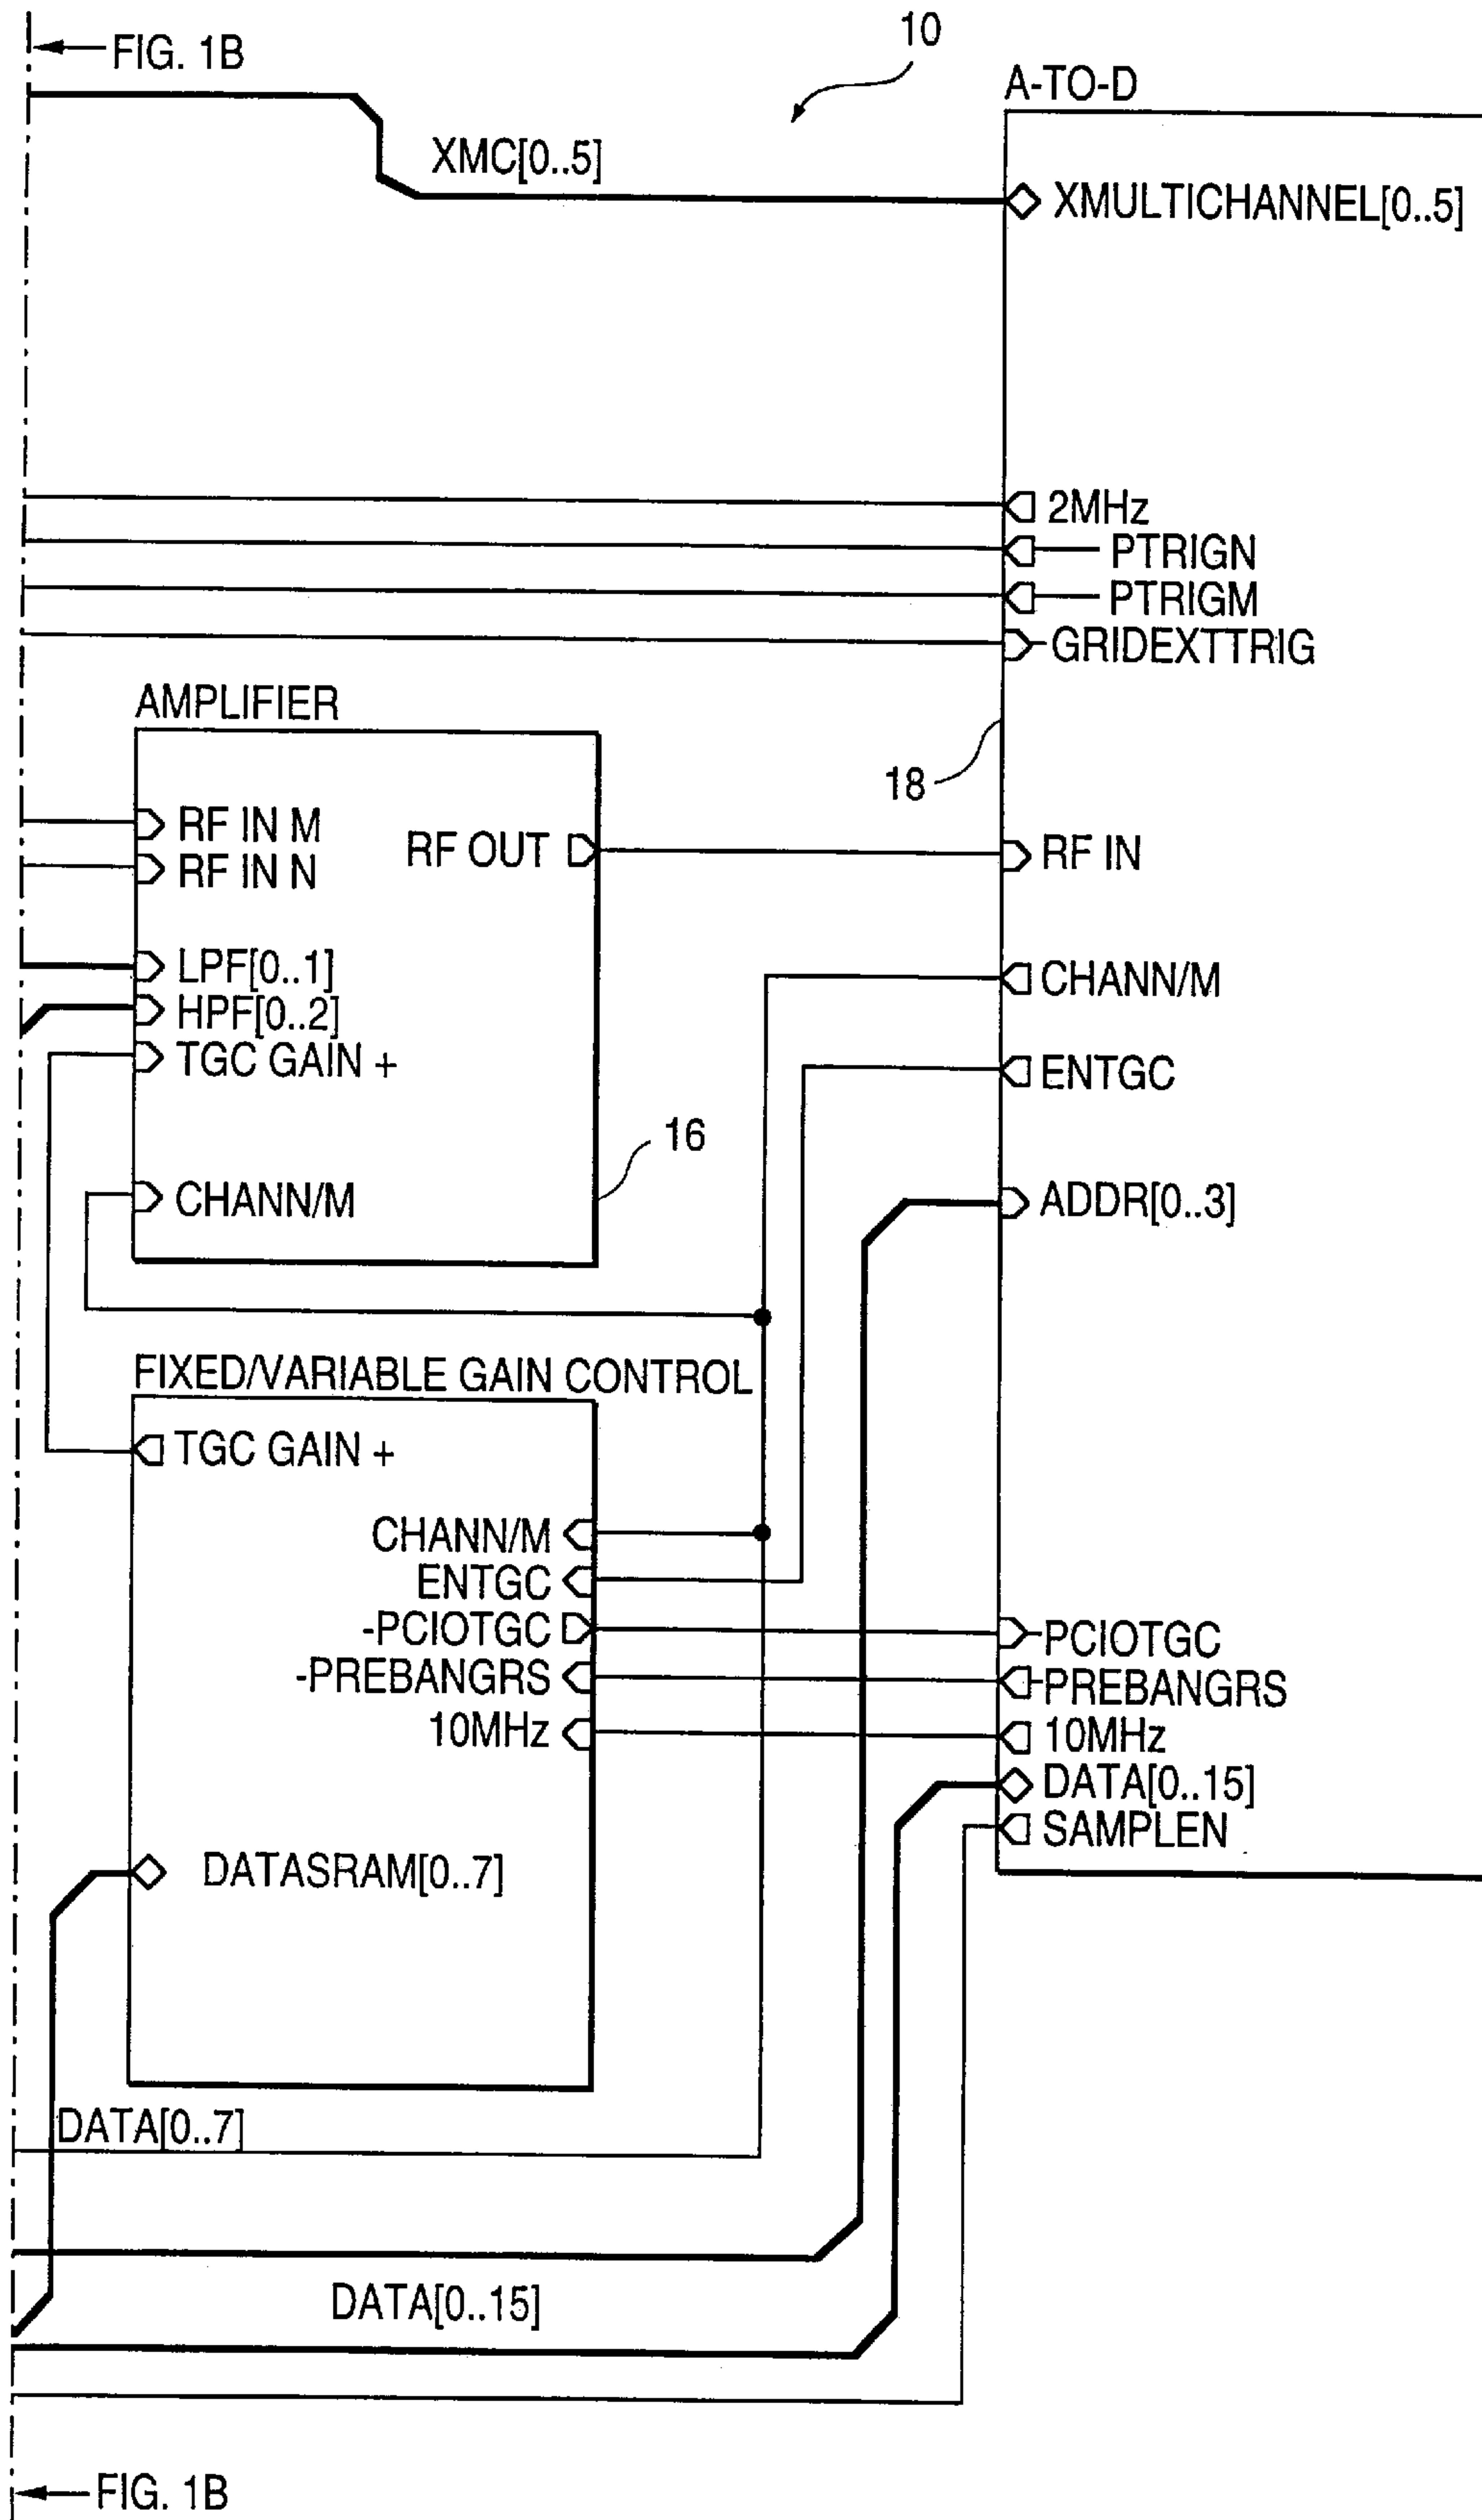 FIG. 1B
10
A-TO-D
XMC[0..5]
XMULTICHANNEL[0..5]
2MHz
PTRIGN
PTRIGM
GRIDEXTTRIG
AMPLIFIER
18
RF IN M
RF OUT
RF IN
RF IN N
LPF[0..1]
CHANN/M
HPF[0..2]
TGC GAIN +
ENTGC
16
CHANN/M
ADDR[0..3]
FIXED/VARIABLE GAIN CONTROL
TGC GAIN +
CHANN/M
ENTGC
-PCIOTGC
PCIOTGC
-PREBANGRS
PREBANGRS
10MHz
10MHz
DATA[0..15]
SAMPLEN
DATASRAM[0..7]
DATA[0..7]
DATA[0..15]
FIG. 1B